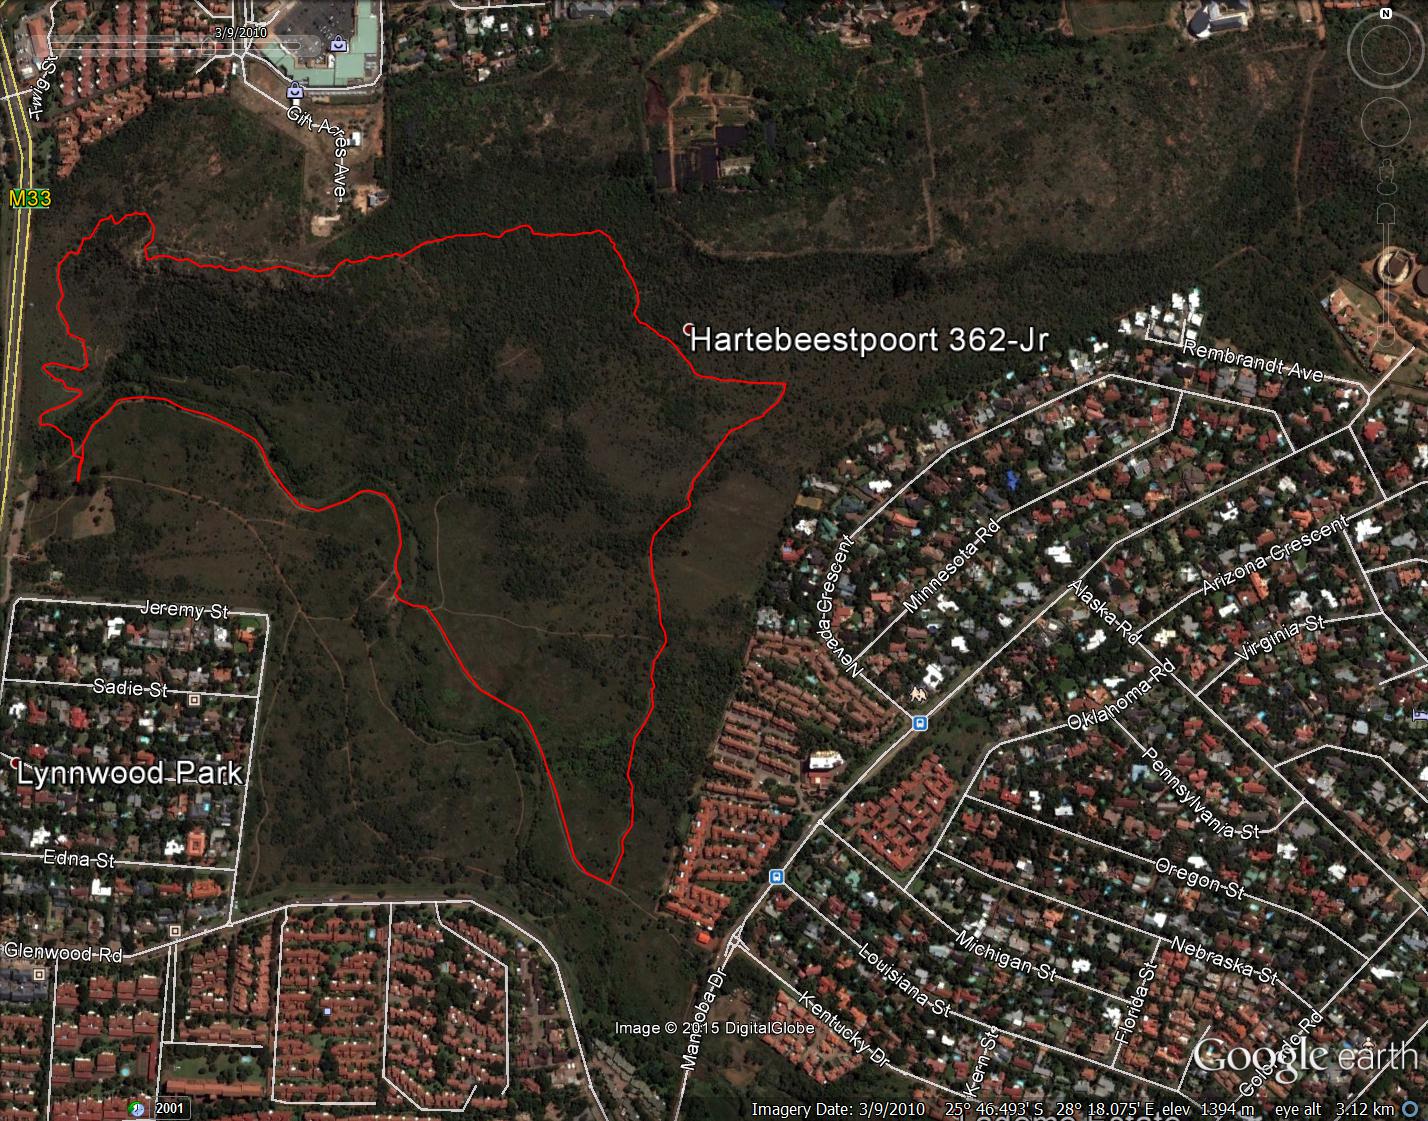 3/9/2010
Twig St
Gift Acres Ave
M33
Hartebeestpoort 362-Jr
Rembrandt Ave
Nevada Crescent
Minnesota Rd
Arizona Crescent
Alaska Rd
Virginia St
Jeremy St
Sadie St
Oklahoma Rd
Lynnwood Park
Pennsylvania St
Edna St
Oregon St
Glenwood Rd
Michigan St
Nebraska St
Louisiana St
Florida St
Manitoba Dr
Kentucky Dr
Kern St
Colorado Rd
Image © 2015 DigitalGlobe
Google earth
N
2001
Imagery Date: 3/9/2010 25° 46.493' S 28° 18.075' E elev 1394 m eye alt 3.12 km